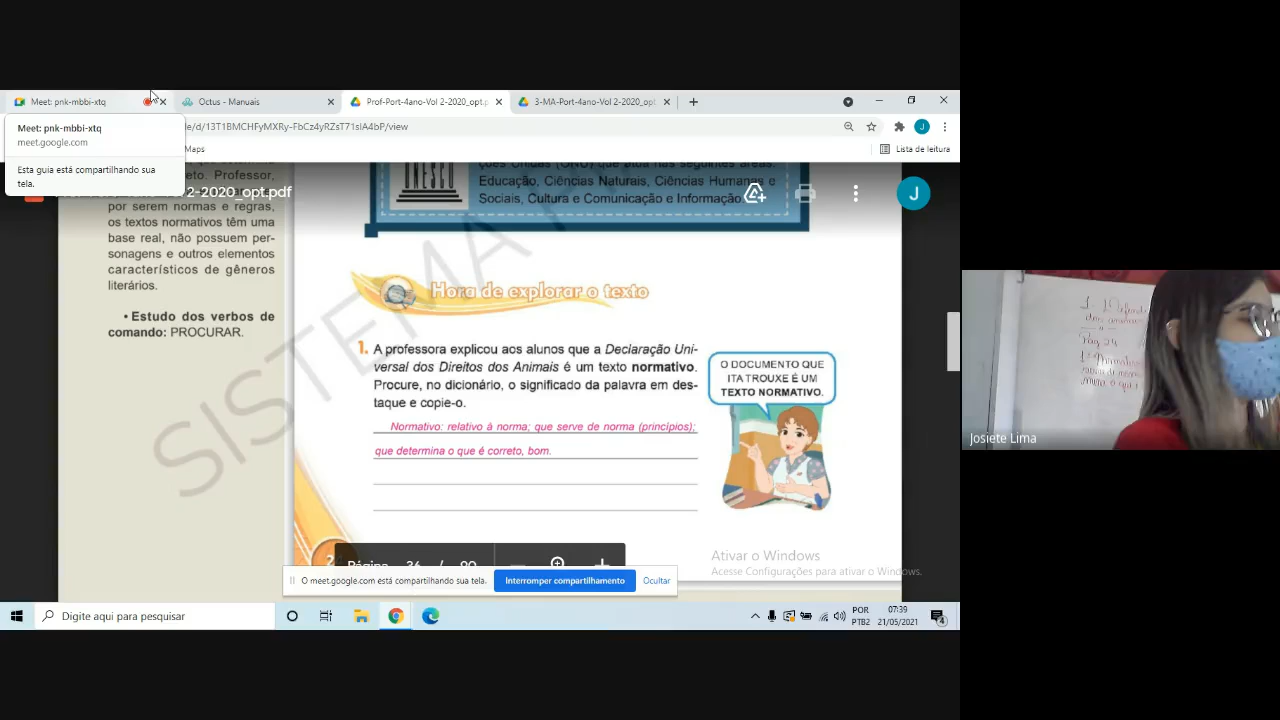 Meet: pnk-mbbi-xtq
Octus - Manuais
Prof-Port-4ano-Vol 2-2020_opt.p
3-MA-Port-4ano-Vol 2-2020_opt.
Meet: pnk-mbbi-xtq
meet.google.com
Esta guia está compartilhando sua
tela.
le/d/13T1BMCHFyMXRy-FbCz4yRZsT71sIA4bP/view
Maps
Lista de leitura
2-2020_opt.pdf
J
reto. Professor,
por serem normas e regras,
os textos normativos têm uma
base real, não possuem per-
sonagens e outros elementos
característicos de gêneros
literários.
• Estudo dos verbos de
comando: PROCURAR.
UNESCO
ções Unidas (ONU) que atua nas seguintes áreas:
Educação, Ciências Naturais, Ciências Humanas e
Sociais, Cultura e Comunicação e Informação.
SISTEMA
Hora de explorar o texto
1. A professora explicou aos alunos que a Declaração Uni-
versal dos Direitos dos Animais é um texto normativo.
Procure, no dicionário, o significado da palavra em des-
taque e copie-o.
Normativo: relativo à norma; que serve de norma (princípios);
que determina o que é correto, bom.
O DOCUMENTO QUE
ITA TROUXE É UM
TEXTO NORMATIVO.
Página 36 / 90
Ativar o Windows
Acesse Configurações para ativar o Windows.
O meet.google.com está compartilhando sua tela.
Interromper compartilhamento
Ocultar
Digite aqui para pesquisar
POR
PTB2
07:39
21/05/2021
4
Pág 24
Josiete Lima